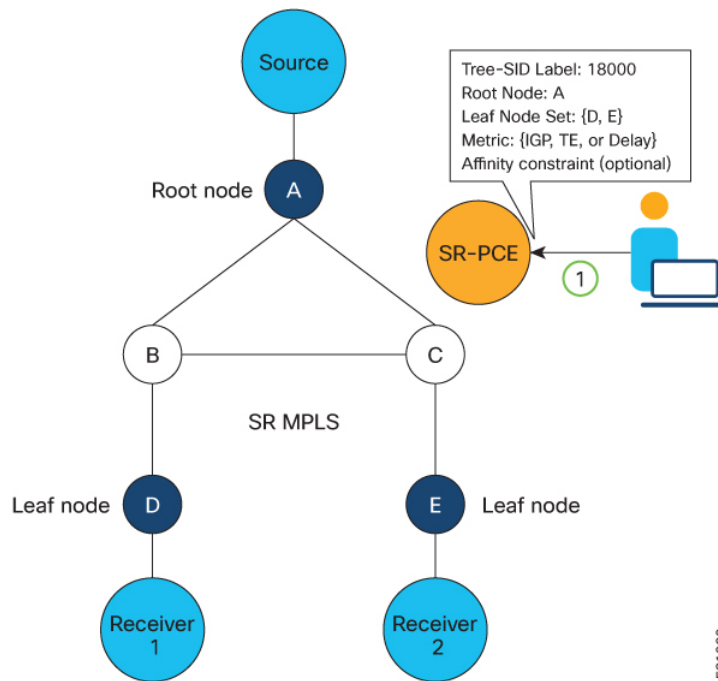 Source
Tree-SID Label: 18000
Root Node: A
Leaf Node Set: {D, E}
Metric: {IGP, TE, or Delay}
Affinity constraint (optional)
Root node
A
SR-PCE
1
B
C
SR MPLS
Leaf node
D
E
Leaf node
Receiver
1
Receiver
2